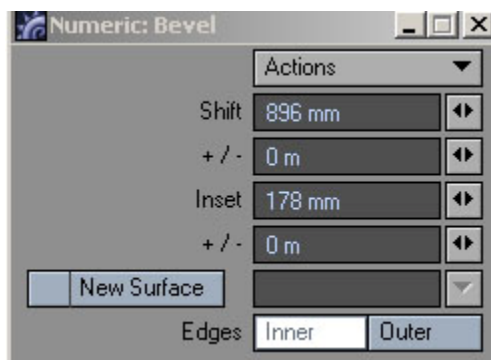 Numeric: Bevel
Actions
Shift 896 mm
+ / - 0 m
Inset 178 mm
+ / - 0 m
New Surface
Edges Inner Outer